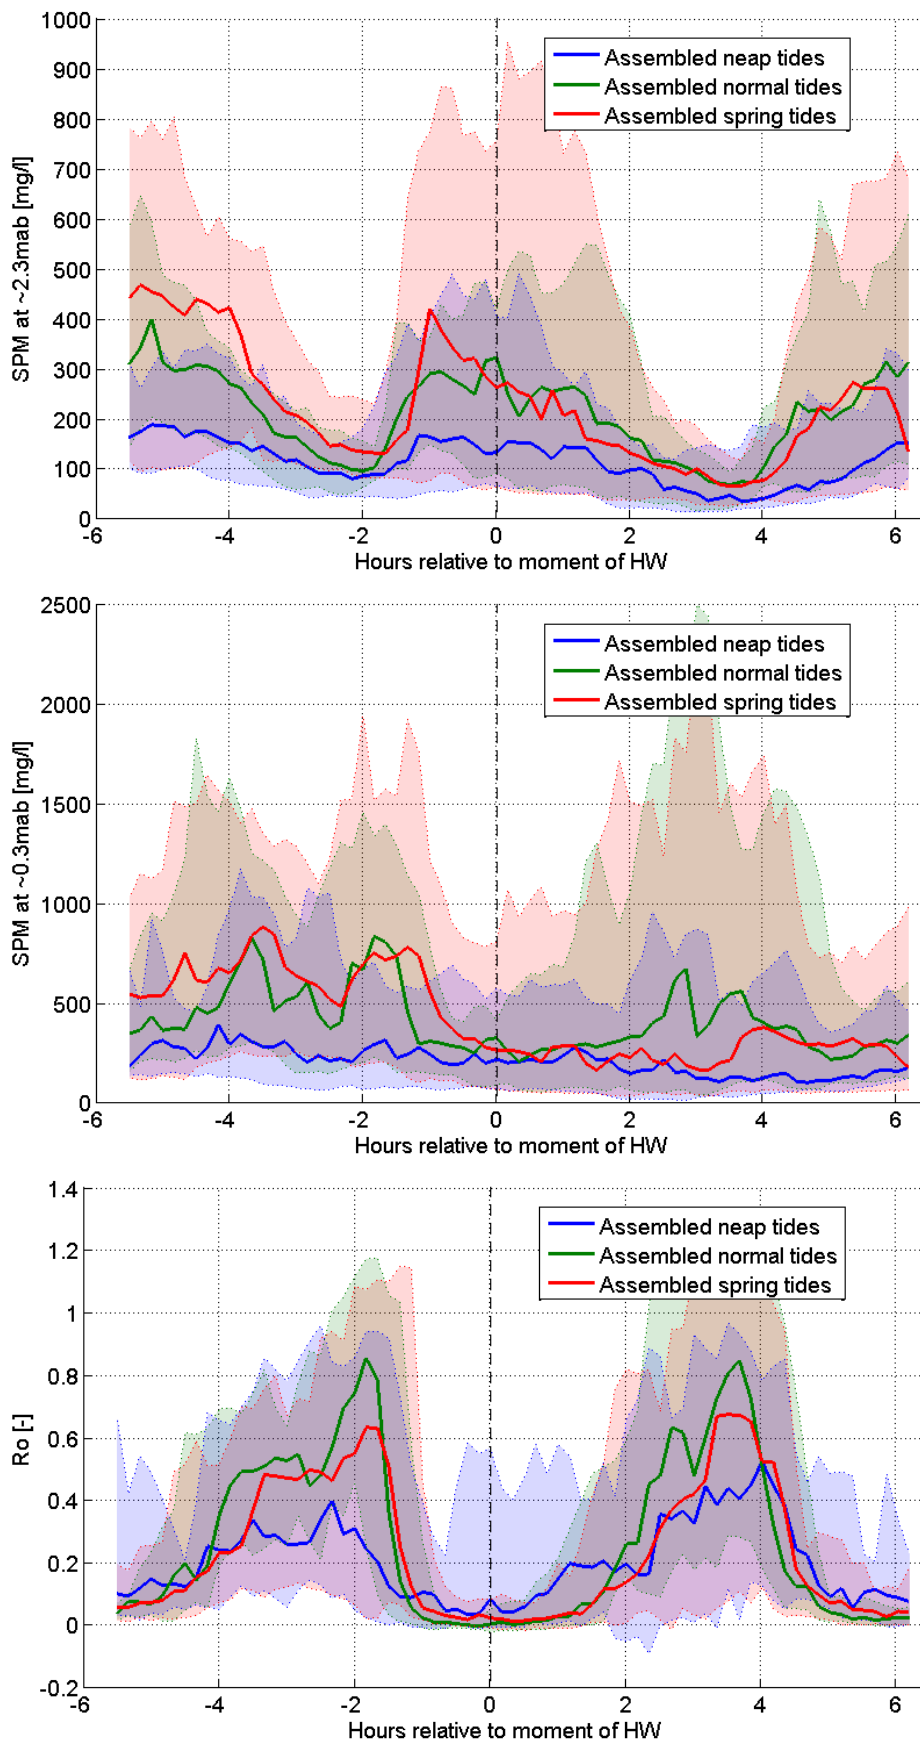 1000
900
800
700
600
500
400
300
200
100
0
SPM at ~2.3mab [mg/l]
Assembled neap tides
Assembled normal tides
Assembled spring tides
-6 -4 -2 0 2 4 6
Hours relative to moment of HW
2500
2000
1500
1000
500
0
SPM at ~0.3mab [mg/l]
Assembled neap tides
Assembled normal tides
Assembled spring tides
-6 -4 -2 0 2 4 6
Hours relative to moment of HW
1.4
1.2
1
0.8
0.6
0.4
0.2
0
-0.2
Ro [-]
Assembled neap tides
Assembled normal tides
Assembled spring tides
-6 -4 -2 0 2 4 6
Hours relative to moment of HW